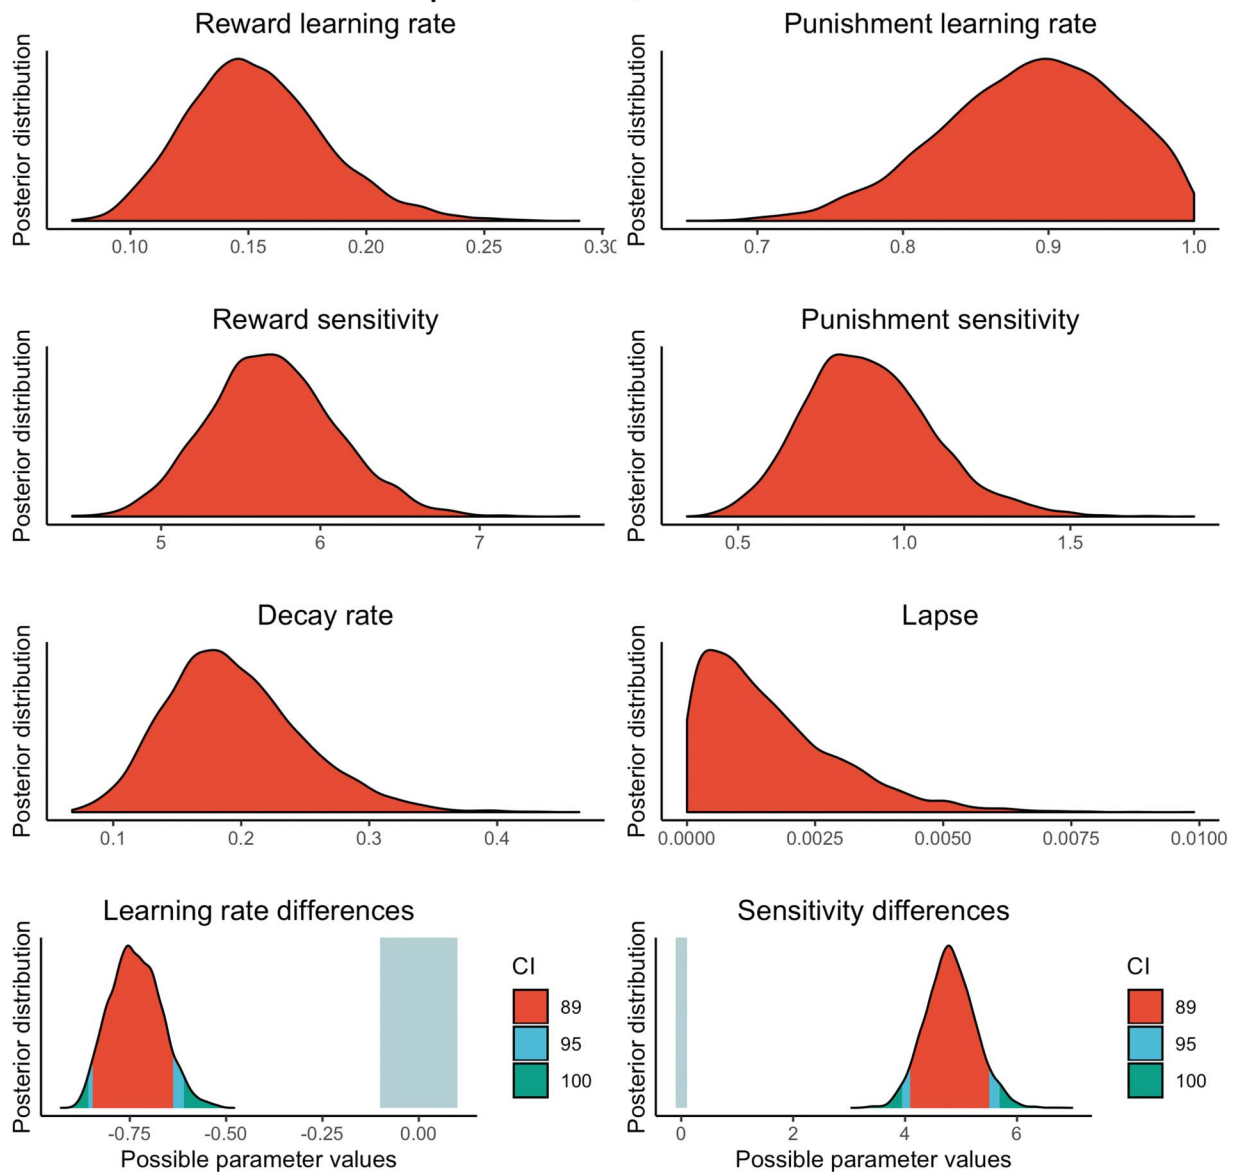 Reward learning rate
Posterior distribution
0.10 0.15 0.20 0.25
Punishment learning rate
Posterior distribution
0.7 0.8 0.9 1.0
Reward sensitivity
Posterior distribution
5 6 7
Punishment sensitivity
Posterior distribution
0.5 1.0 1.5
Decay rate
Posterior distribution
0.1 0.2 0.3 0.4
Lapse
Posterior distribution
0.0000 0.0025 0.0050 0.0075 0.0100
Learning rate differences
Posterior distribution
-0.75 -0.50 -0.25 0.00
Possible parameter values
CI
89
95
100
Sensitivity differences
Posterior distribution
0 2 4 6
Possible parameter values
CI
89
95
100